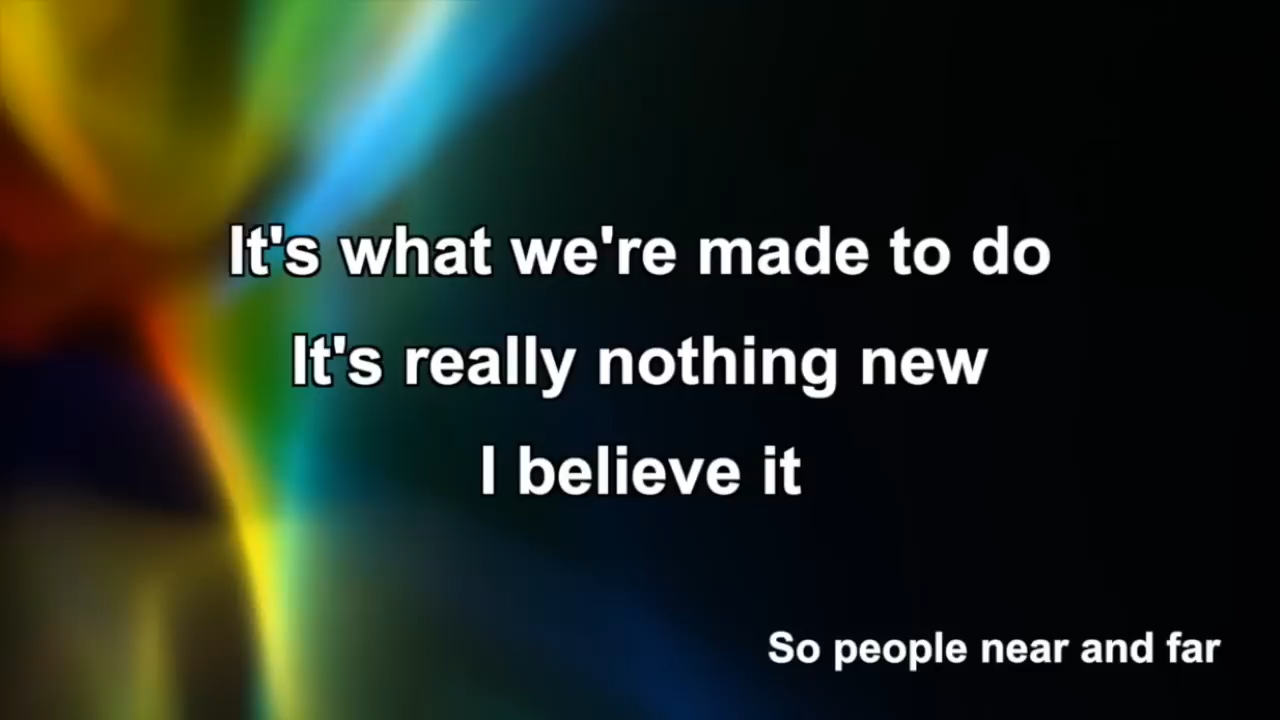 It's what we're made to do
It's really nothing new
I believe it
So people near and far